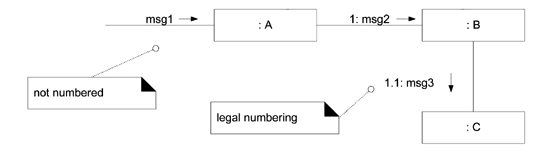 msg1
: A
1: msg2
: B
not numbered
legal numbering
1.1: msg3
: C